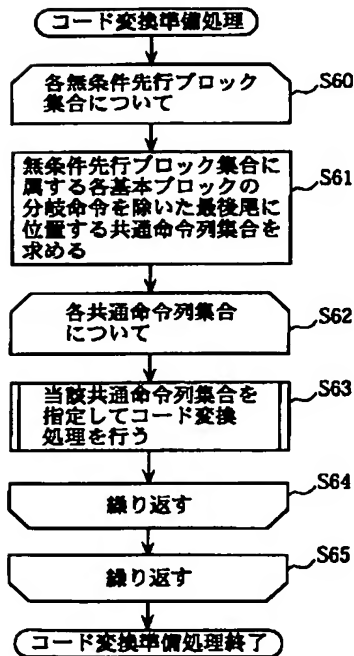 コード変換準備処理
各無条件先行ブロック
集合について
S60
無条件先行ブロック集合に
属する各基本ブロックの
分岐命令を除いた最後尾に
位置する共通命令列集合を
求める
S61
各共通命令列集合
について
S62
当該共通命令列集合を
指定してコード変換
処理を行う
S63
繰り返す
S64
繰り返す
S65
コード変換準備処理終了